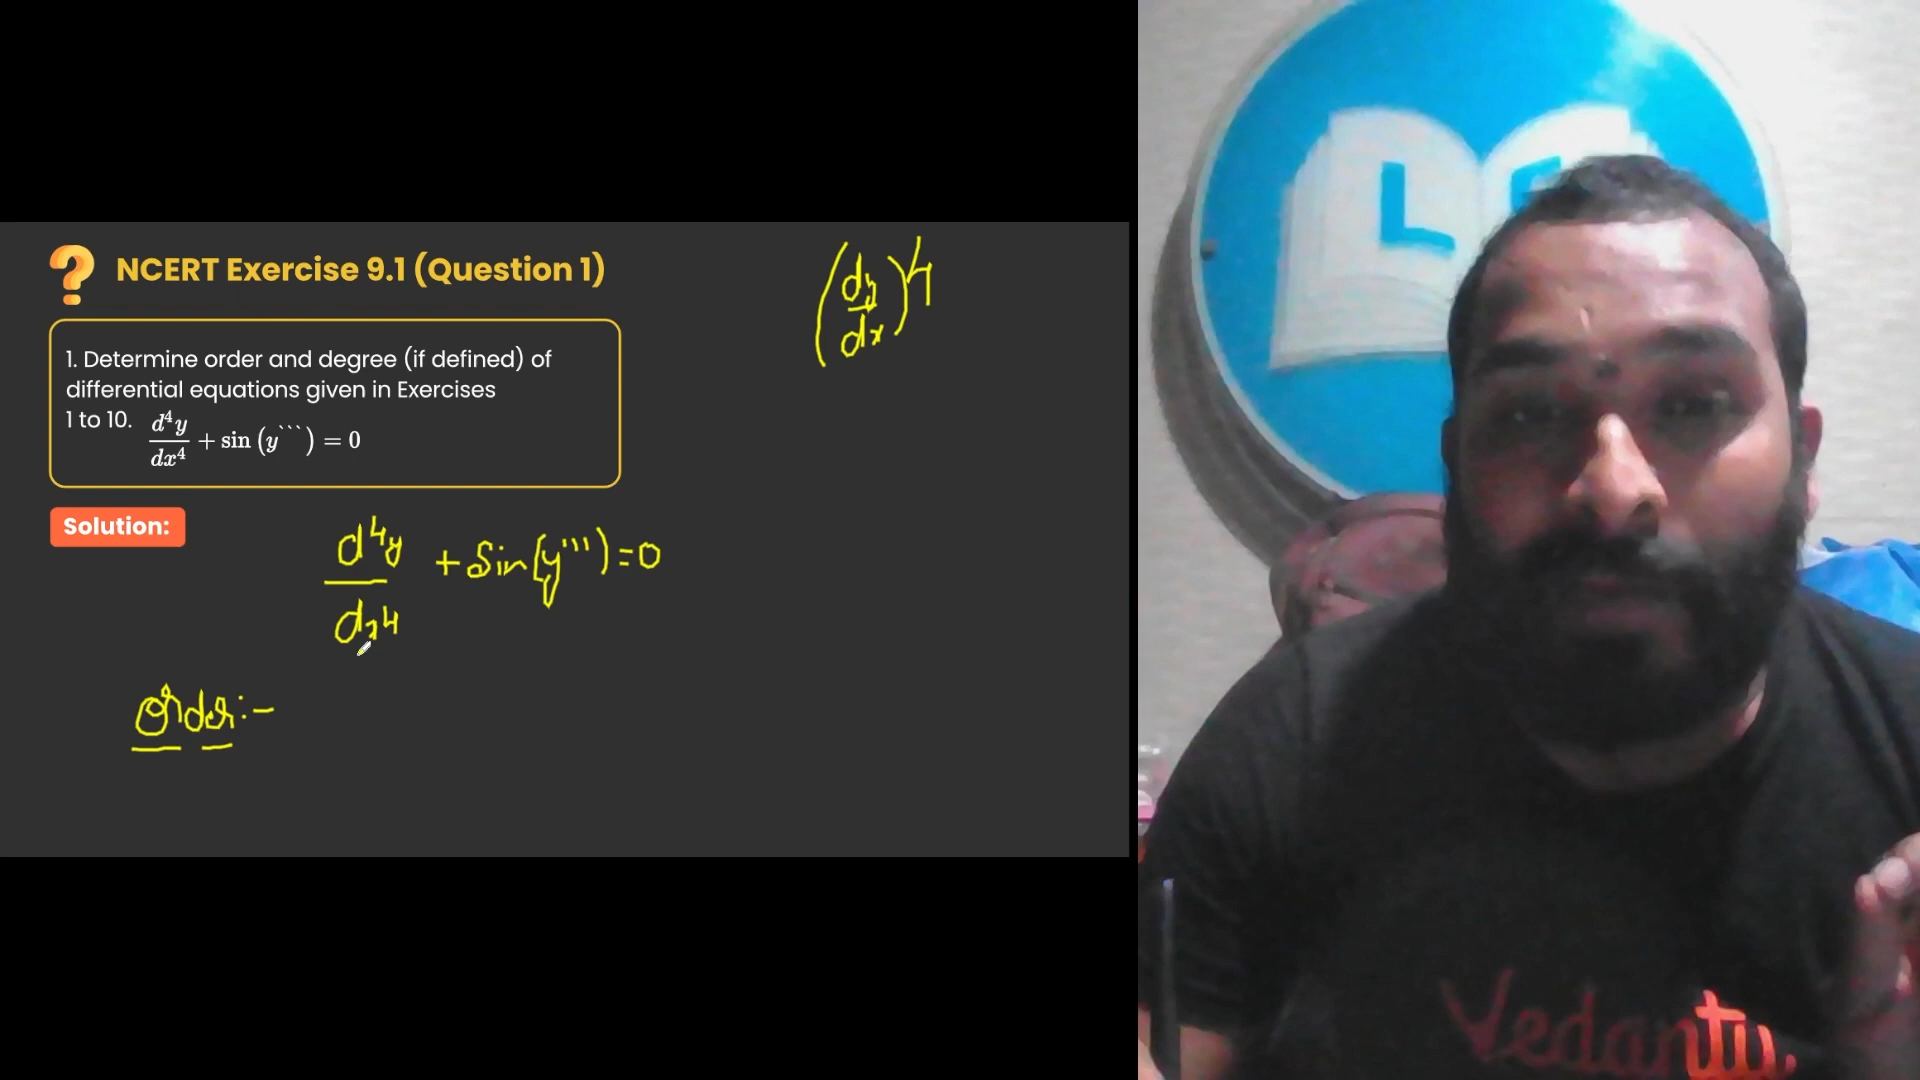 NCERT Exercise 9.1 (Question 1)
1. Determine order and degree (if defined) of
differential equations given in Exercises
1 to 10. d⁴y/dx⁴ + sin (y```) = 0
Solution:
(dy/dx)⁴
d⁴y/dx⁴ + Sin(y''') = 0
Order:-
L
Vedantu